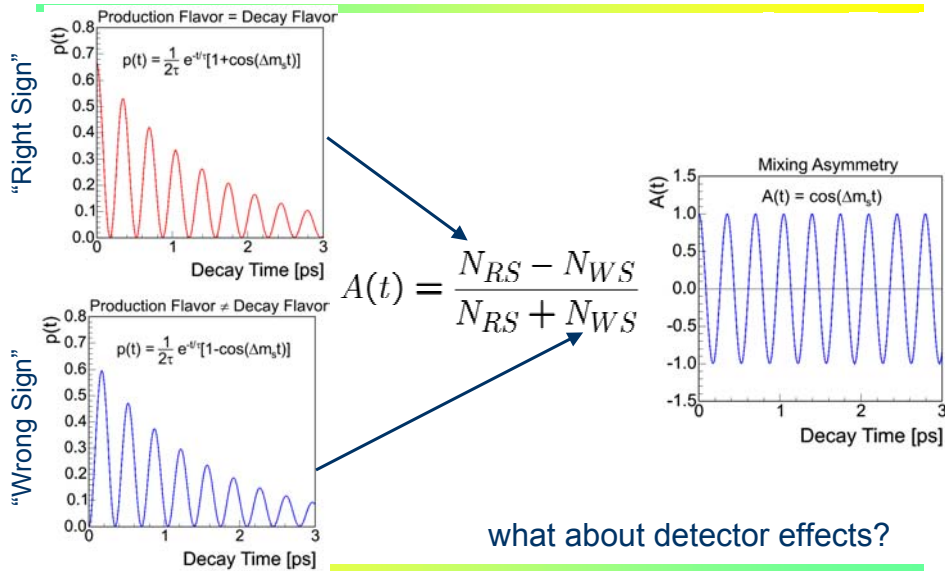 Production Flavor = Decay Flavor
p(t) = 1/2τ e^-t/τ[1+cos(Δm_s t)]
"Right Sign"
p(t)
0.8
0.7
0.6
0.5
0.4
0.3
0.2
0.1
0.0
0 1 2 3
Decay Time [ps]
Production Flavor ≠ Decay Flavor
p(t) = 1/2τ e^-t/τ[1-cos(Δm_s t)]
"Wrong Sign"
p(t)
0.8
0.7
0.6
0.5
0.4
0.3
0.2
0.1
0.0
0 1 2 3
Decay Time [ps]
A(t) = N_RS − N_WS / N_RS + N_WS
Mixing Asymmetry
A(t) = cos(Δm_s t)
A(t)
1.5
1.0
0.5
0.0
-0.5
-1.0
-1.5
0 1 2 3
Decay Time [ps]
what about detector effects?